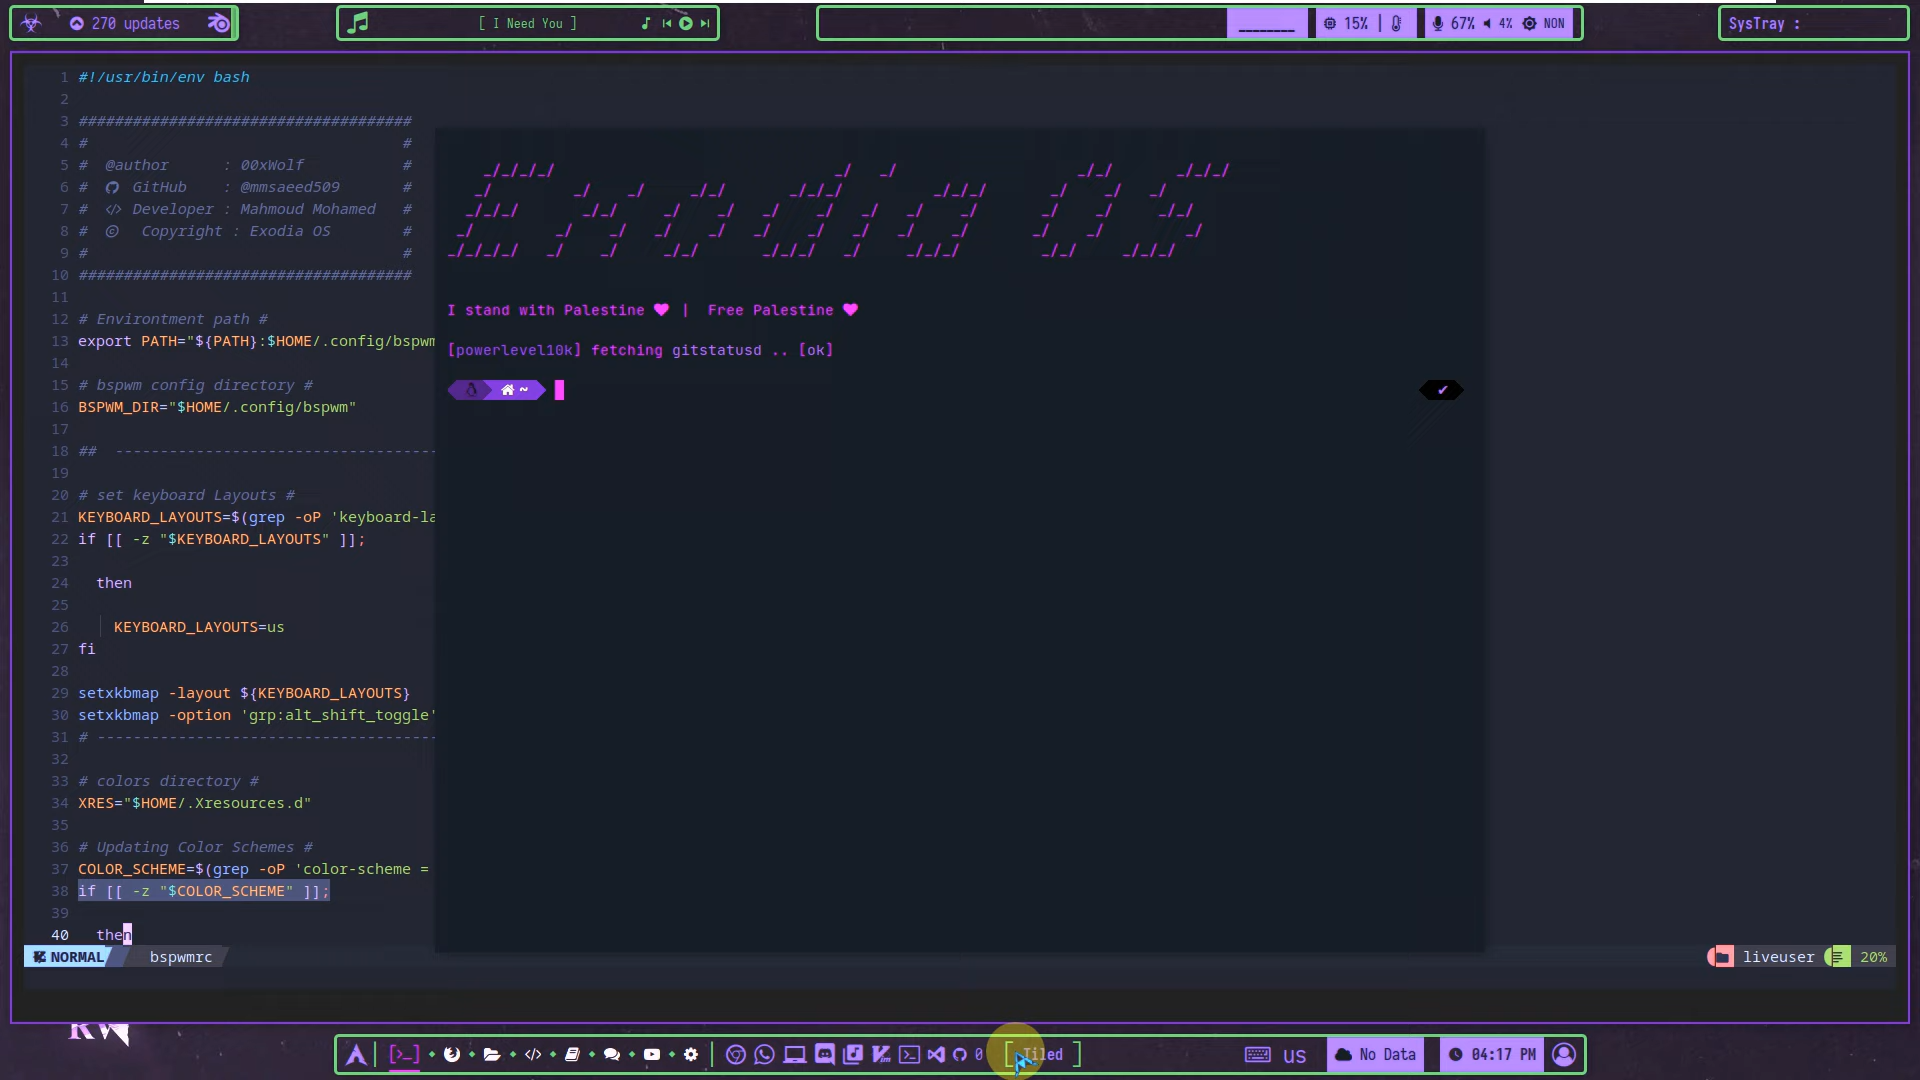 270 updates
[ I Need You ]
15% |
67% 4% NON
SysTray :
1 #!/usr/bin/env bash
2
3 #####################################
4 # #
5 # @author : 00xWolf #
6 # GitHub : @mmsaeed509 #
7 # </> Developer : Mahmoud Mohamed #
8 # © Copyright : Exodia OS #
9 # #
10 #####################################
11
12 # Environtment path #
13 export PATH="${PATH}:$HOME/.config/bspwm
14
15 # bspwm config directory #
16 BSPWM_DIR="$HOME/.config/bspwm"
17
18 ## -----------------------------------
19
20 # set keyboard Layouts #
21 KEYBOARD_LAYOUTS=$(grep -oP 'keyboard-la
22 if [[ -z "$KEYBOARD_LAYOUTS" ]];
23
24 then
25
26 KEYBOARD_LAYOUTS=us
27 fi
28
29 setxkbmap -layout ${KEYBOARD_LAYOUTS}
30 setxkbmap -option 'grp:alt_shift_toggle'
31 # -------------------------------------
32
33 # colors directory #
34 XRES="$HOME/.Xresources.d"
35
36 # Updating Color Schemes #
37 COLOR_SCHEME=$(grep -oP 'color-scheme =
38 if [[ -z "$COLOR_SCHEME" ]];
39
40 then
Exodia OS
I stand with Palestine ♥ | Free Palestine ♥
[powerlevel10k] fetching gitstatusd .. [ok]
~ ✔
NORMAL bspwmrc
liveuser 20%
0 [ Tiled ]
us
No Data
04:17 PM